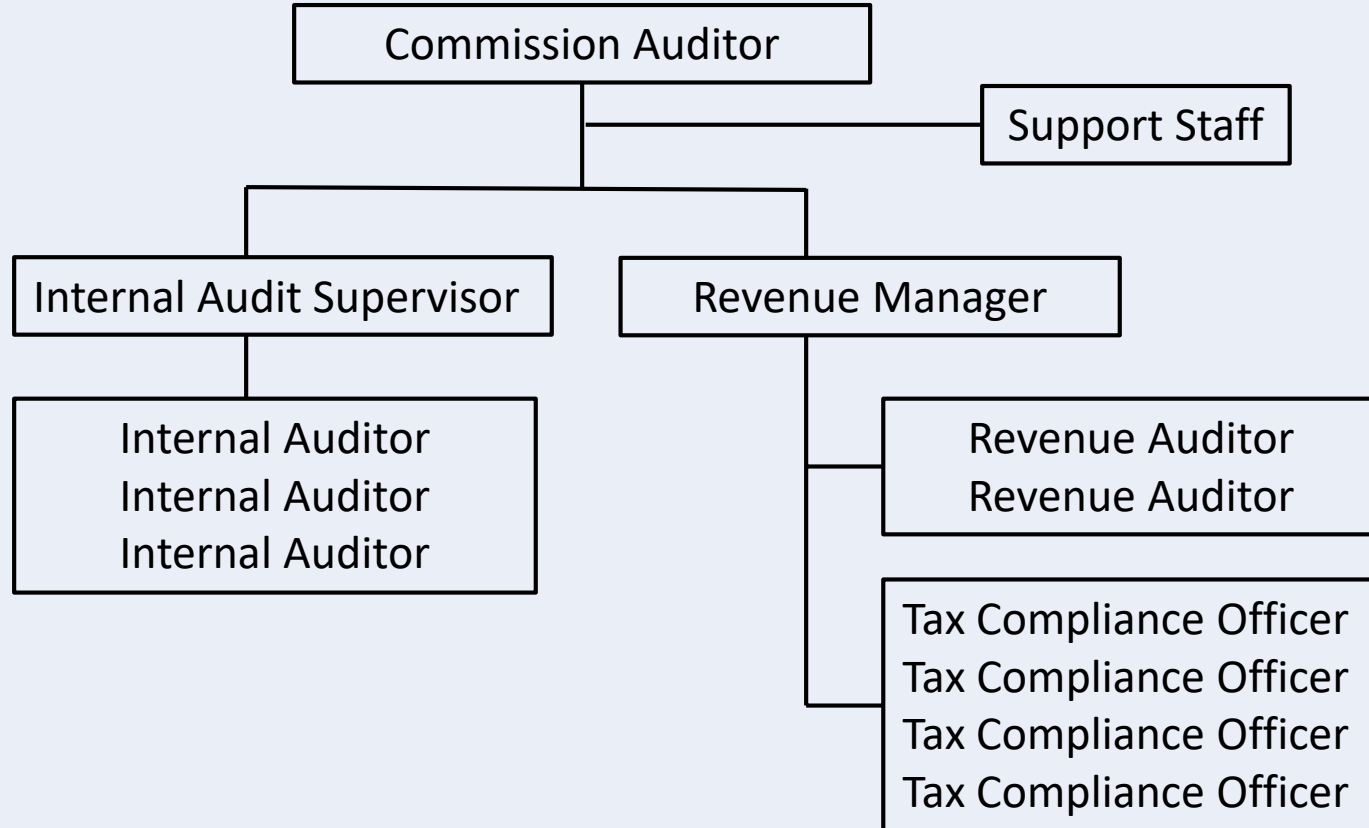 Commission Auditor
Support Staff
Internal Audit Supervisor
Revenue Manager
Internal Auditor
Internal Auditor
Internal Auditor
Revenue Auditor
Revenue Auditor
Tax Compliance Officer
Tax Compliance Officer
Tax Compliance Officer
Tax Compliance Officer